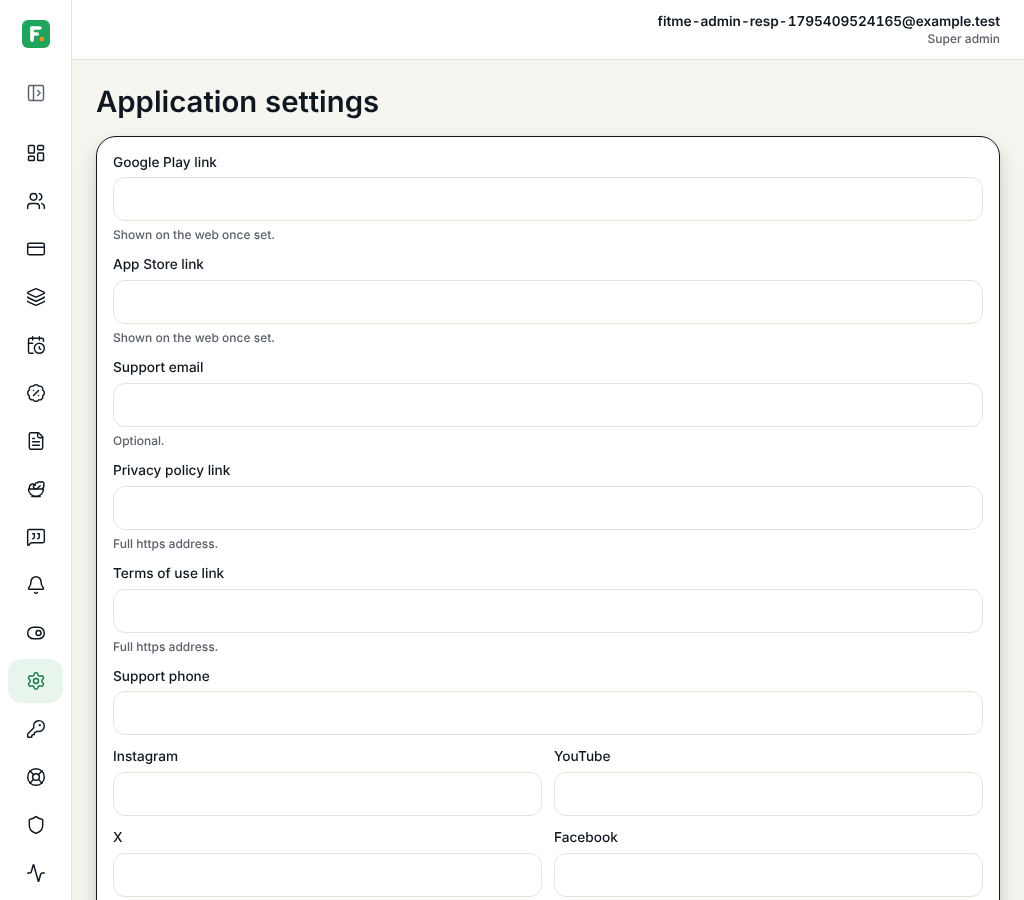 F.
fitme-admin-resp-1795409524165@example.test
Super admin
Application settings
Google Play link
Shown on the web once set.
App Store link
Shown on the web once set.
Support email
Optional.
Privacy policy link
Full https address.
Terms of use link
Full https address.
Support phone
Instagram
YouTube
X
Facebook